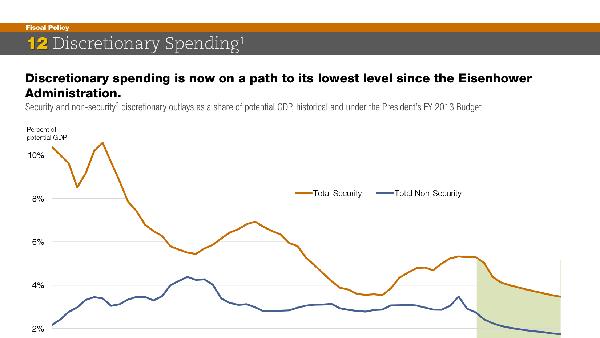 Fiscal Policy
12 Discretionary Spending¹
Discretionary spending is now on a path to its lowest level since the Eisenhower
Administration.
Security and non-security¹ discretionary outlays as a share of potential GDP, historical and under the President's FY 2013 Budget
Percent of
potential GDP
10%
8%
Total Security
Total Non-Security
6%
4%
2%